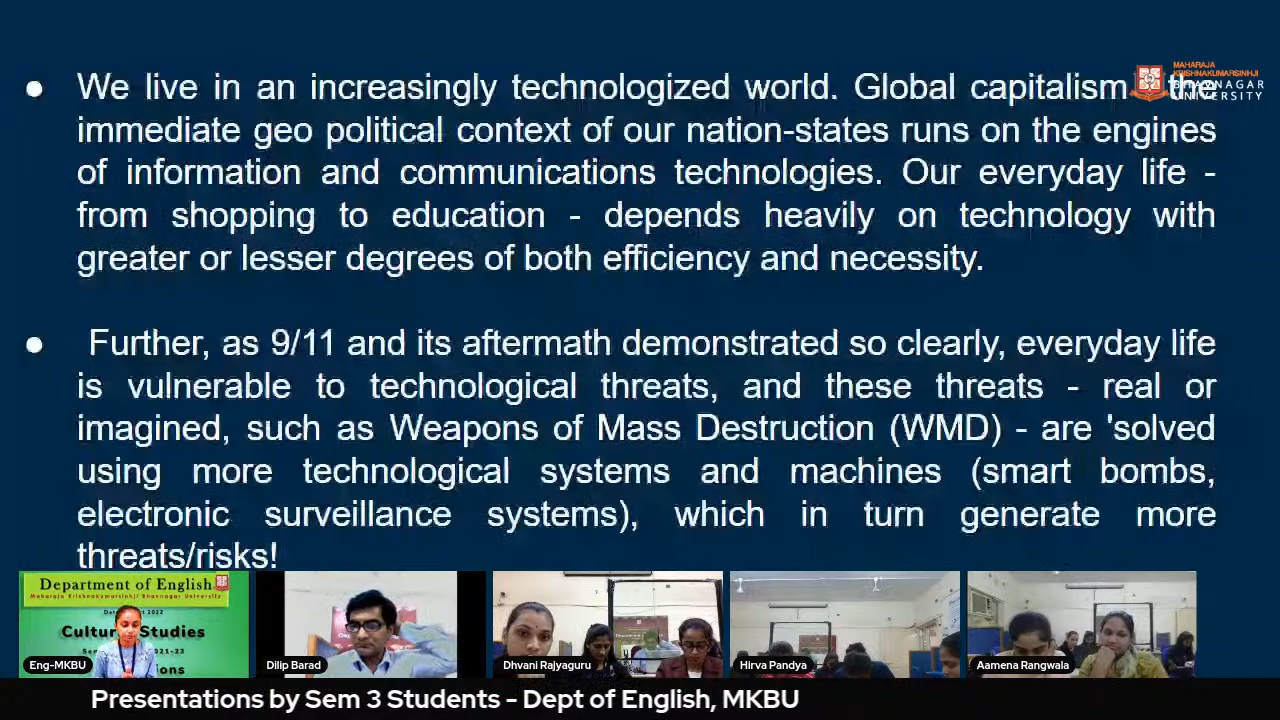 ● We live in an increasingly technologized world. Global capitalism
MAHARAJA
KRISHNAKUMARSINHJI
BHAVNAGAR
UNIVERSITY
immediate geo political context of our nation-states runs on the engines
of information and communications technologies. Our everyday life -
from shopping to education - depends heavily on technology with
greater or lesser degrees of both efficiency and necessity.
● Further, as 9/11 and its aftermath demonstrated so clearly, everyday life
is vulnerable to technological threats, and these threats - real or
imagined, such as Weapons of Mass Destruction (WMD) - are 'solved
using more technological systems and machines (smart bombs,
electronic surveillance systems), which in turn generate more
threats/risks!
Department of English
Maharaja Krishnakumarsinhji Bhavnagar University
2022
Studies
Eng-MKBU
Dilip Barad
Dhvani Rajyaguru
Hirva Pandya
Aamena Rangwala
Presentations by Sem 3 Students - Dept of English, MKBU